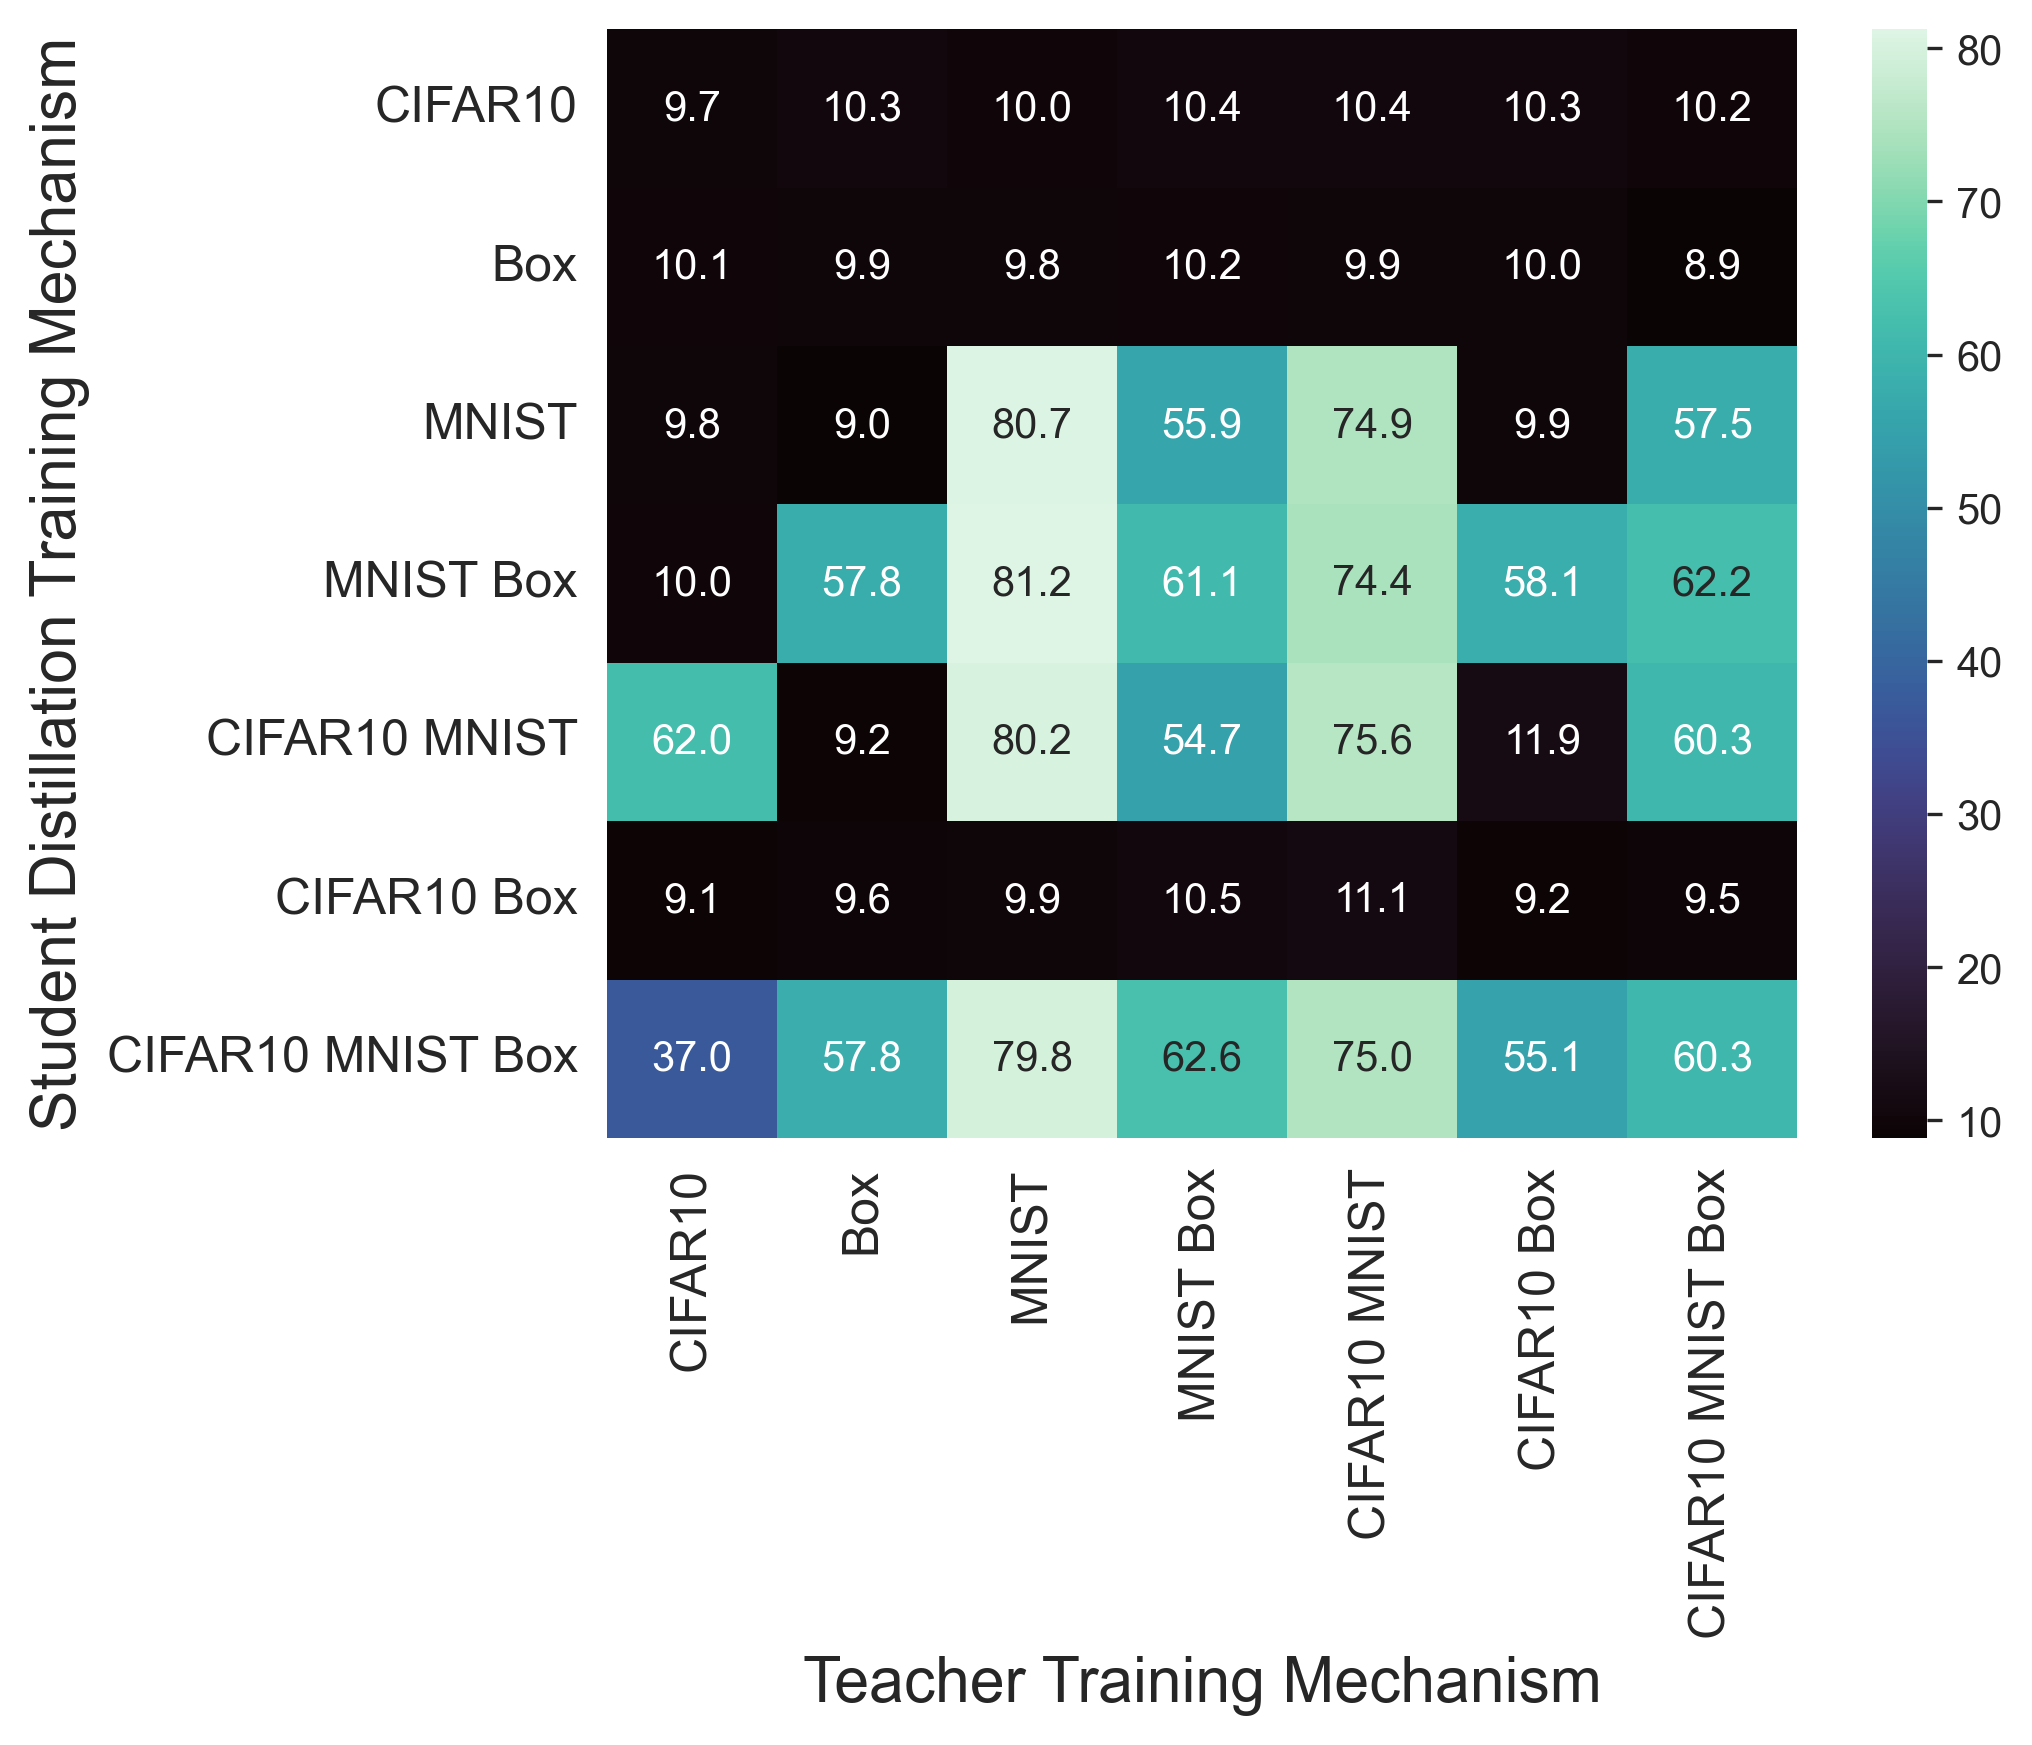 Student Distillation Training Mechanism
CIFAR10 9.7 10.3 10.0 10.4 10.4 10.3 10.2
Box 10.1 9.9 9.8 10.2 9.9 10.0 8.9
MNIST 9.8 9.0 80.7 55.9 74.9 9.9 57.5
MNIST Box 10.0 57.8 81.2 61.1 74.4 58.1 62.2
CIFAR10 MNIST 62.0 9.2 80.2 54.7 75.6 11.9 60.3
CIFAR10 Box 9.1 9.6 9.9 10.5 11.1 9.2 9.5
CIFAR10 MNIST Box 37.0 57.8 79.8 62.6 75.0 55.1 60.3
80
70
60
50
40
30
20
10
CIFAR10
Box
MNIST
MNIST Box
CIFAR10 MNIST
CIFAR10 Box
CIFAR10 MNIST Box
Teacher Training Mechanism